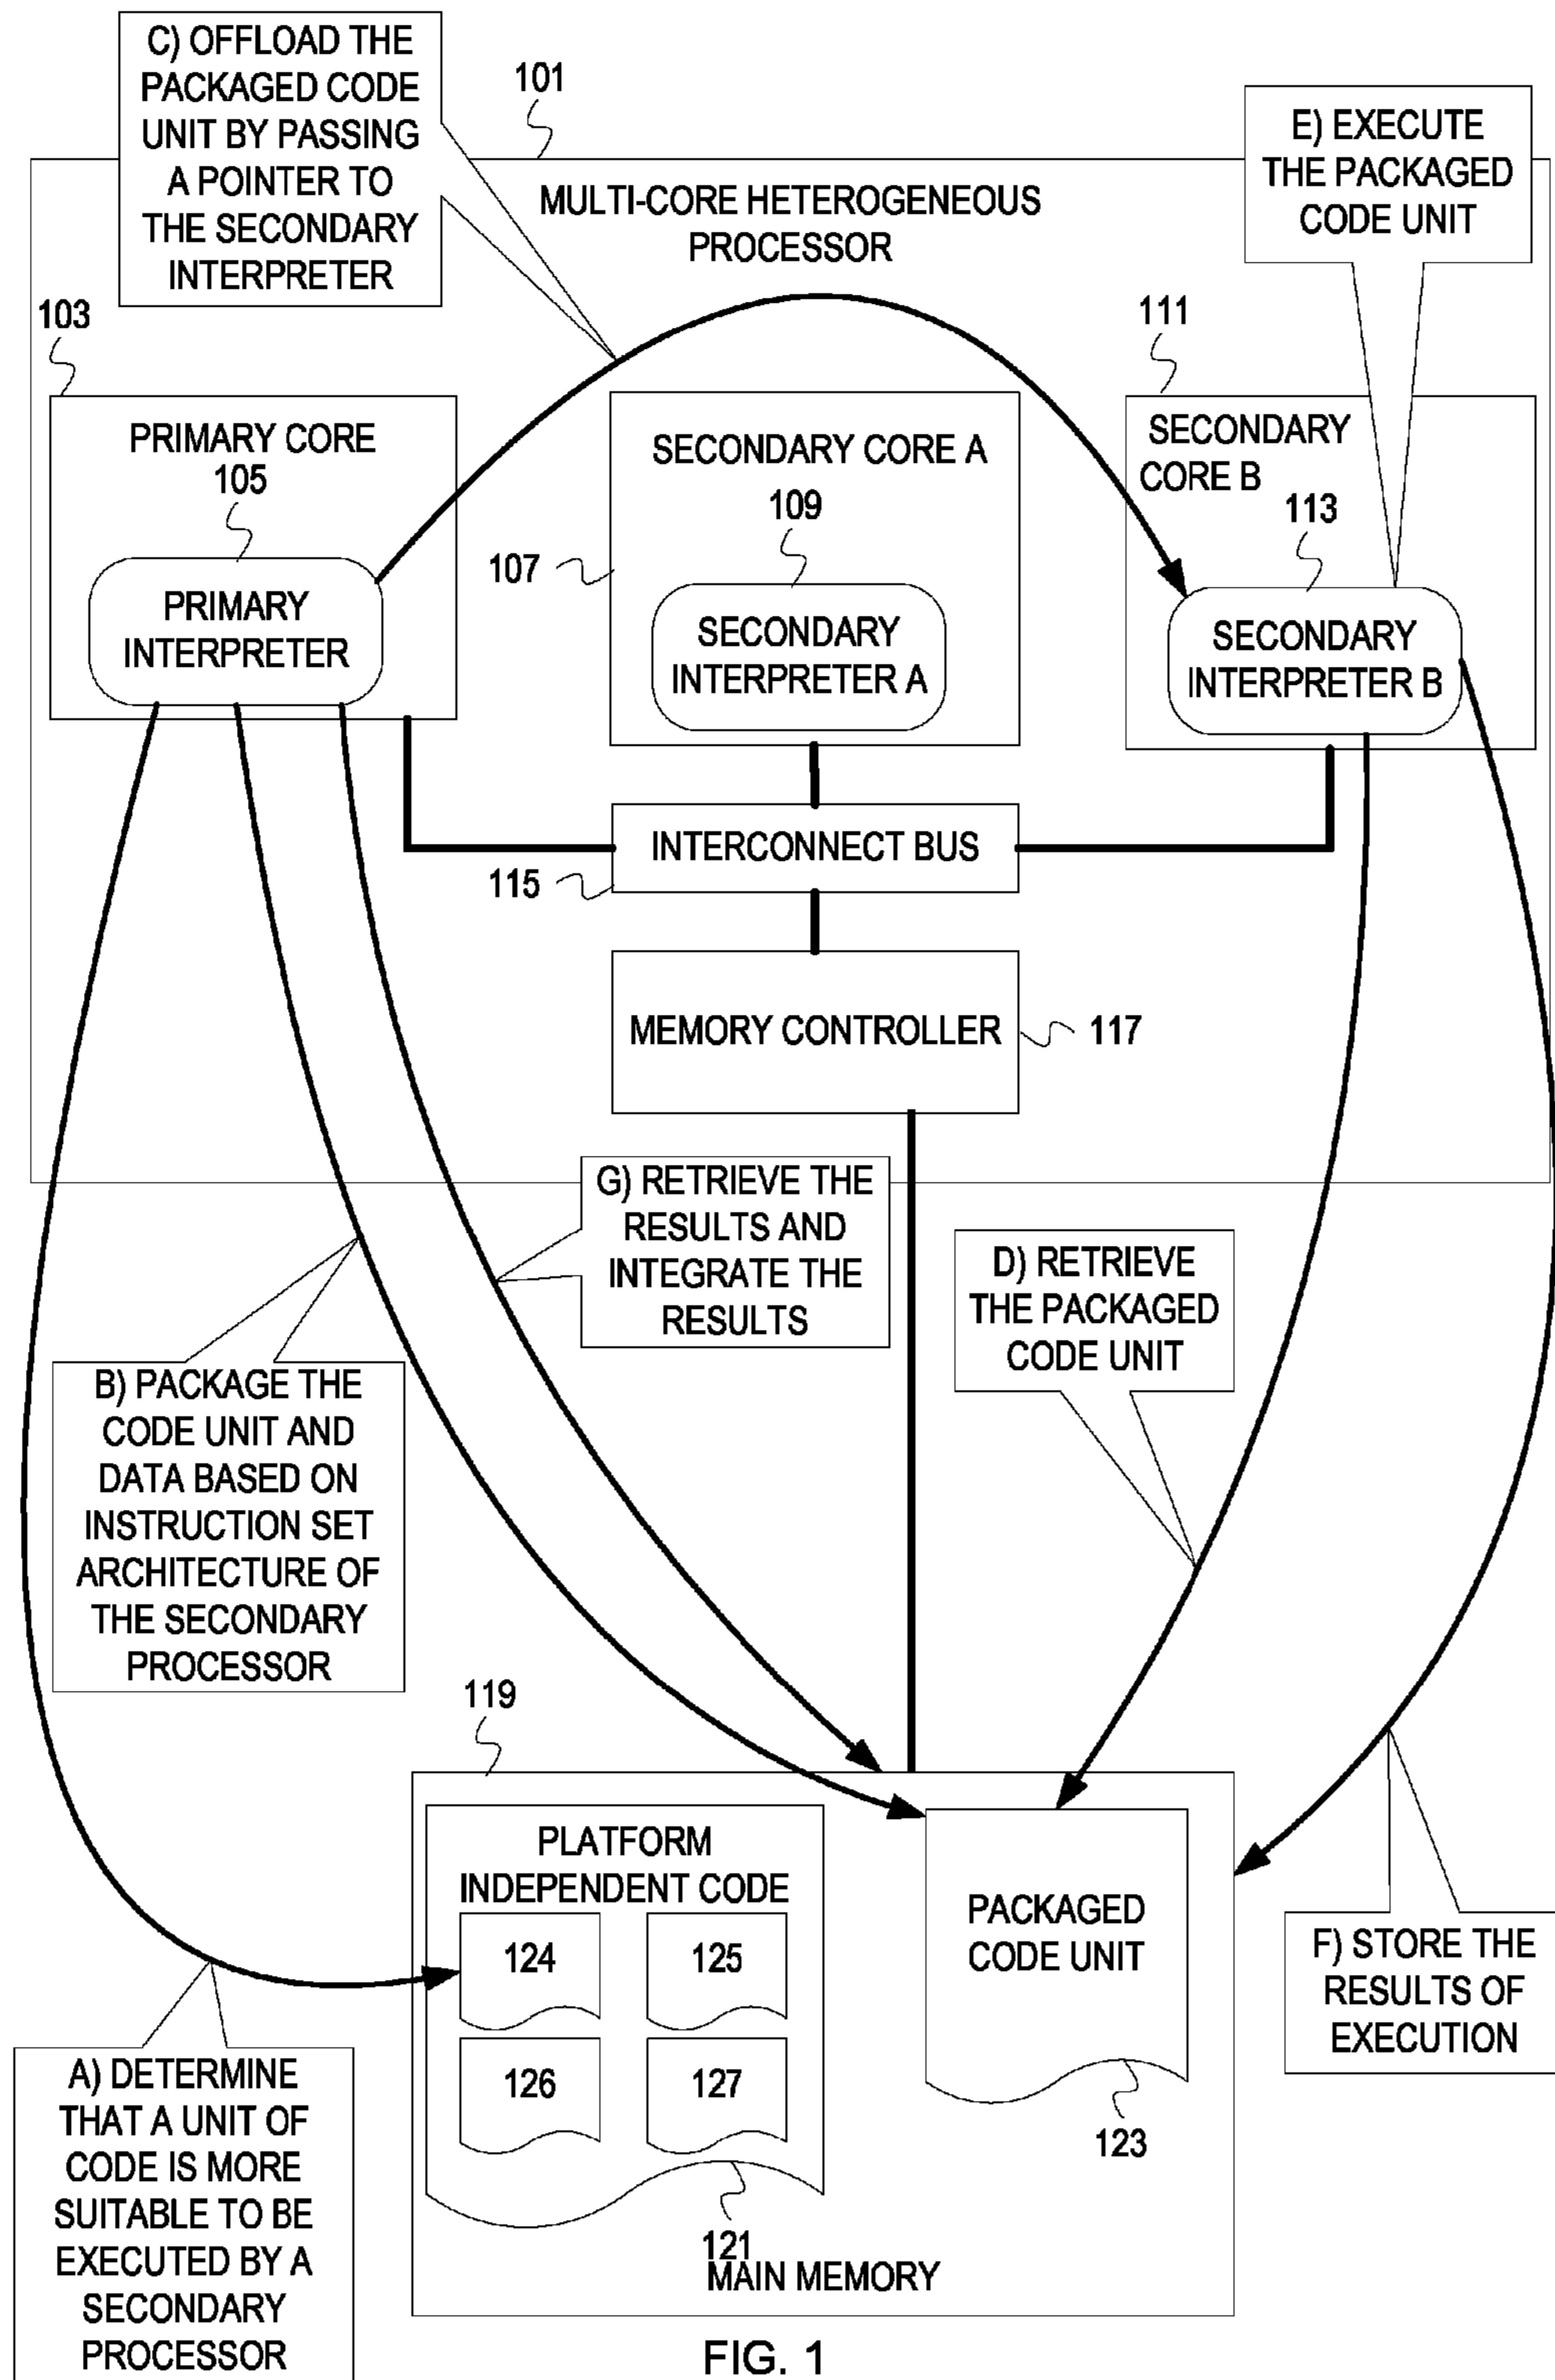 C) OFFLOAD THE
PACKAGED CODE
UNIT BY PASSING
A POINTER TO
THE SECONDARY
INTERPRETER
101
E) EXECUTE
THE PACKAGED
CODE UNIT
MULTI-CORE HETEROGENEOUS
PROCESSOR
103
111
PRIMARY CORE
105
PRIMARY
INTERPRETER
SECONDARY CORE A
109
107
SECONDARY
INTERPRETER A
SECONDARY
CORE B
113
SECONDARY
INTERPRETER B
INTERCONNECT BUS
115
MEMORY CONTROLLER
117
G) RETRIEVE THE
RESULTS AND
INTEGRATE THE
RESULTS
D) RETRIEVE
THE PACKAGED
CODE UNIT
B) PACKAGE THE
CODE UNIT AND
DATA BASED ON
INSTRUCTION SET
ARCHITECTURE OF
THE SECONDARY
PROCESSOR
119
PLATFORM
INDEPENDENT CODE
124
125
126
127
121
PACKAGED
CODE UNIT
123
MAIN MEMORY
F) STORE THE
RESULTS OF
EXECUTION
A) DETERMINE
THAT A UNIT OF
CODE IS MORE
SUITABLE TO BE
EXECUTED BY A
SECONDARY
PROCESSOR
FIG. 1